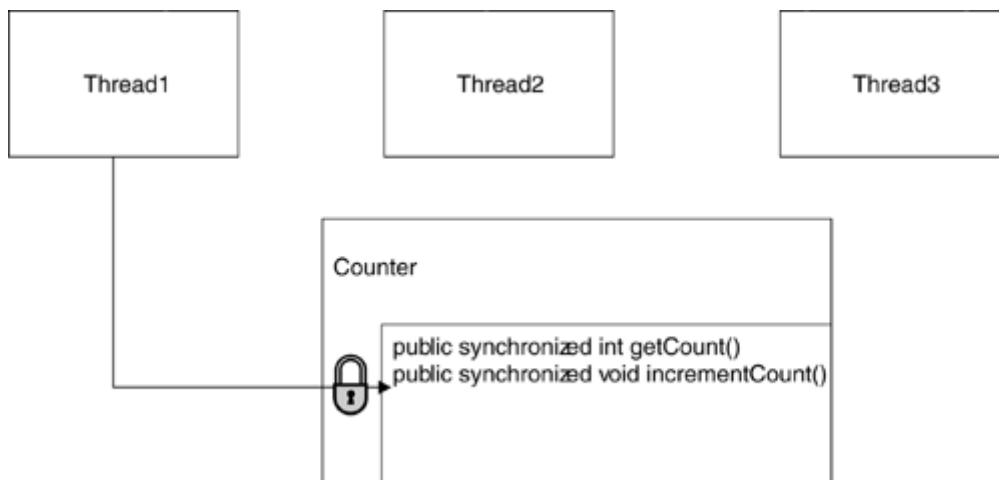 Thread1
Thread2
Thread3
Counter
public synchronized int getCount()
public synchronized void incrementCount()